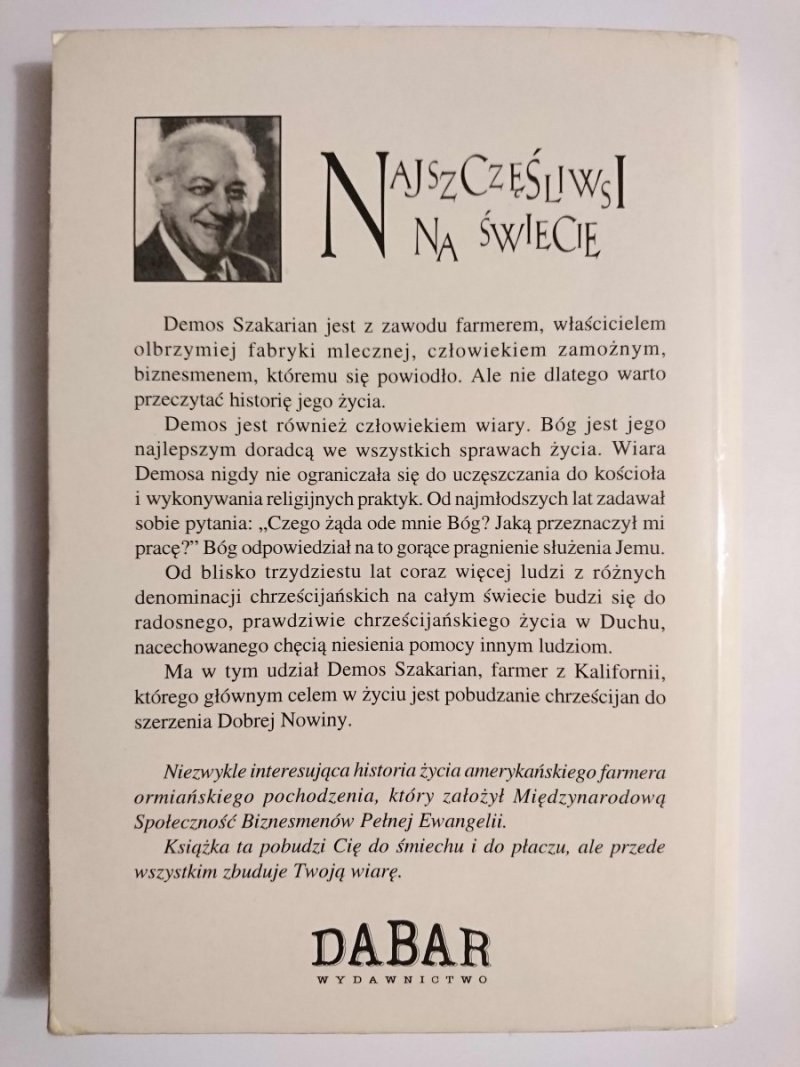 NAJSZCZĘŚLIWSI
NA ŚWIECIE
Demos Szakarian jest z zawodu farmerem, właścicielem
olbrzymiej fabryki mlecznej, człowiekiem zamożnym,
biznesmenem, któremu się powiodło. Ale nie dlatego warto
przeczytać historię jego życia.
Demos jest również człowiekiem wiary. Bóg jest jego
najlepszym doradcą we wszystkich sprawach życia. Wiara
Demosa nigdy nie ograniczała się do uczęszczania do kościoła
i wykonywania religijnych praktyk. Od najmłodszych lat zadawał
sobie pytania: „Czego żąda ode mnie Bóg? Jaką przeznaczył mi
pracę?” Bóg odpowiedział na to gorące pragnienie służenia Jemu.
Od blisko trzydziestu lat coraz więcej ludzi z różnych
denominacji chrześcijańskich na całym świecie budzi się do
radosnego, prawdziwie chrześcijańskiego życia w Duchu,
nacechowanego chęcią niesienia pomocy innym ludziom.
Ma w tym udział Demos Szakarian, farmer z Kalifornii,
którego głównym celem w życiu jest pobudzanie chrześcijan do
szerzenia Dobrej Nowiny.
Niezwykle interesująca historia życia amerykańskiego farmera
ormiańskiego pochodzenia, który założył Międzynarodową
Społeczność Biznesmenów Pełnej Ewangelii.
Książka ta pobudzi Cię do śmiechu i do płaczu, ale przede
wszystkim zbuduje Twoją wiarę.
DABAR
WYDAWNICTWO